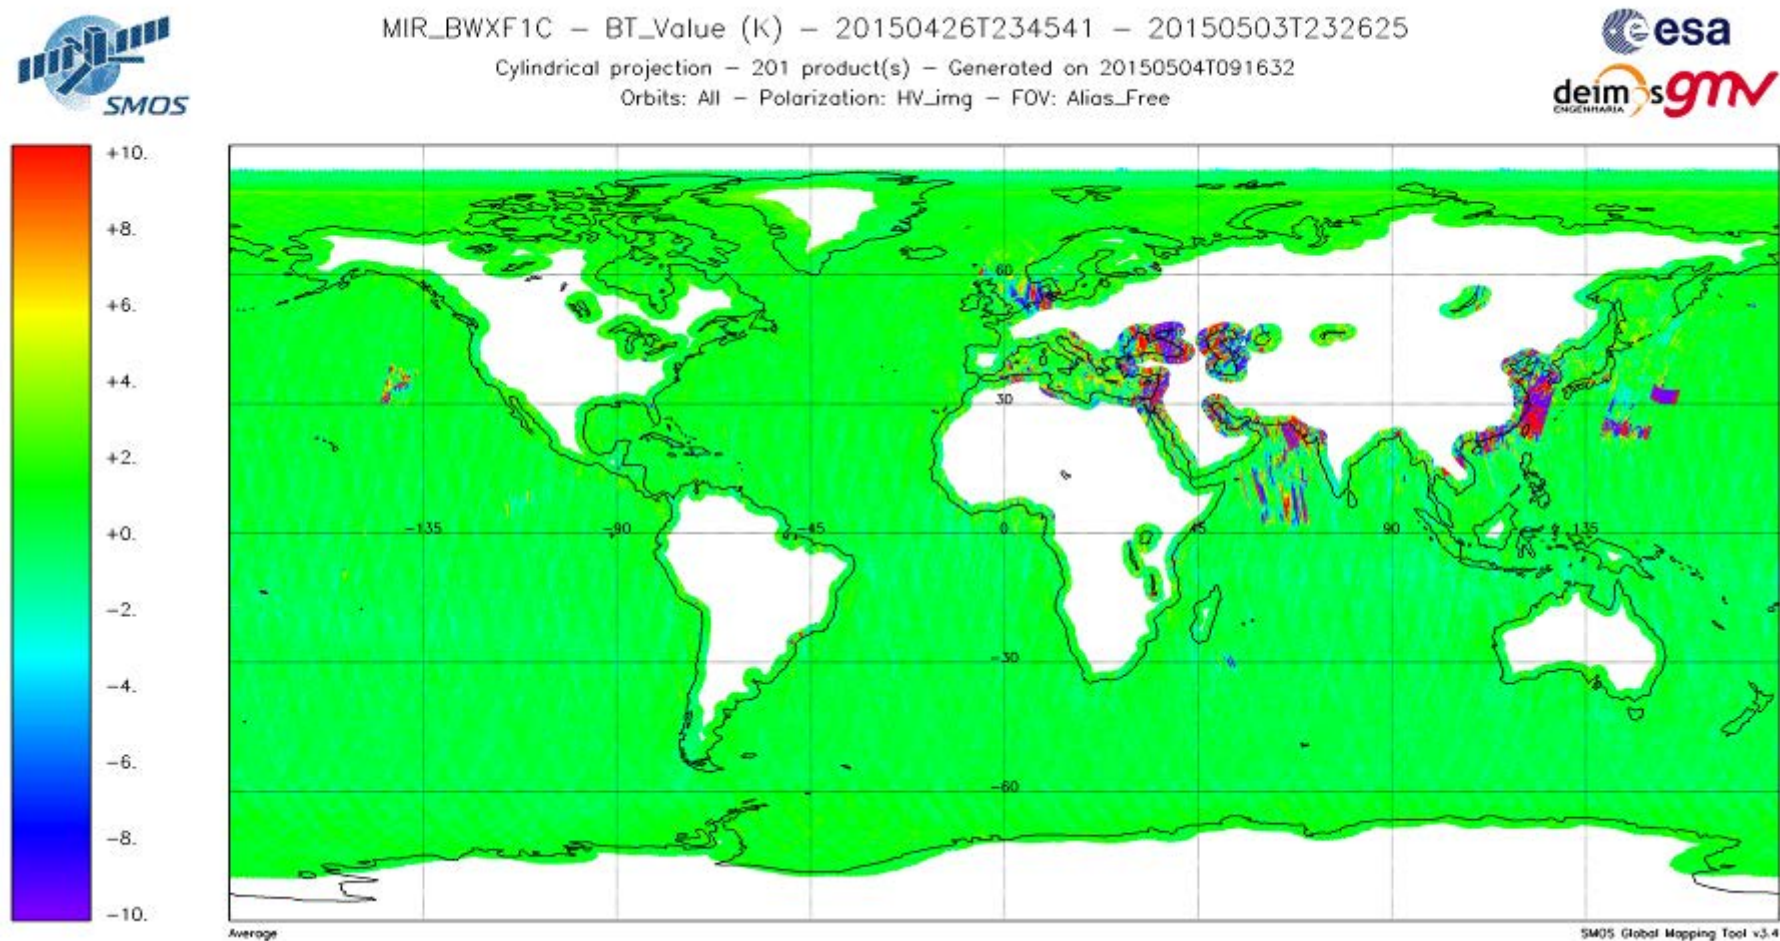 MIR_BWXF1C – BT_Value (K) – 20150426T234541 – 20150503T232625
Cylindrical projection – 201 product(s) – Generated on 20150504T091632
Orbits: All – Polarization: HV_img – FOV: Alias_Free
SMOS
esa
deimos gmv
ENGENHARIA
+10.
+8.
+6.
+4.
+2.
+0.
-2.
-4.
-6.
-8.
-10.
60
30
-135 -90 -45 0 45 90 135
-30
-60
Average
SMOS Global Mapping Tool v3.4